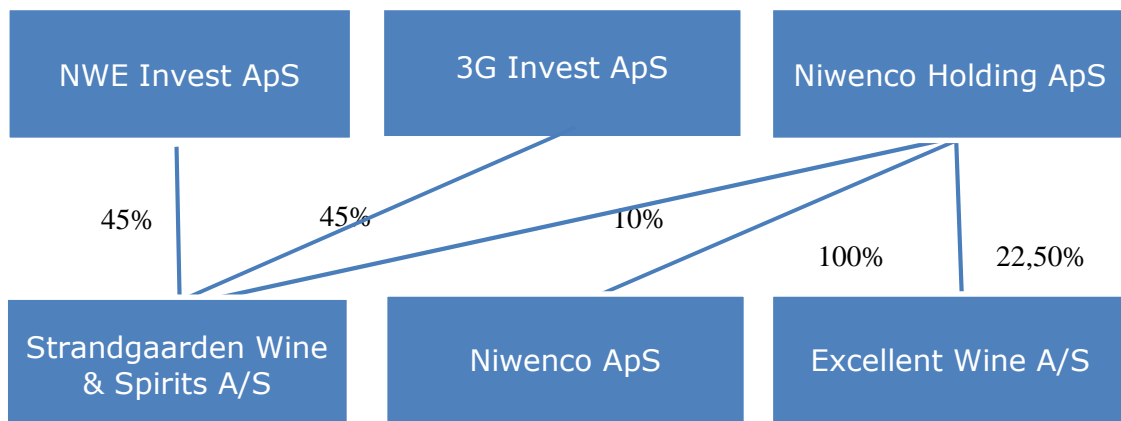 NWE Invest ApS
3G Invest ApS
Niwenco Holding ApS
45%
45%
10%
100%
22,50%
Strandgaarden Wine
& Spirits A/S
Niwenco ApS
Excellent Wine A/S